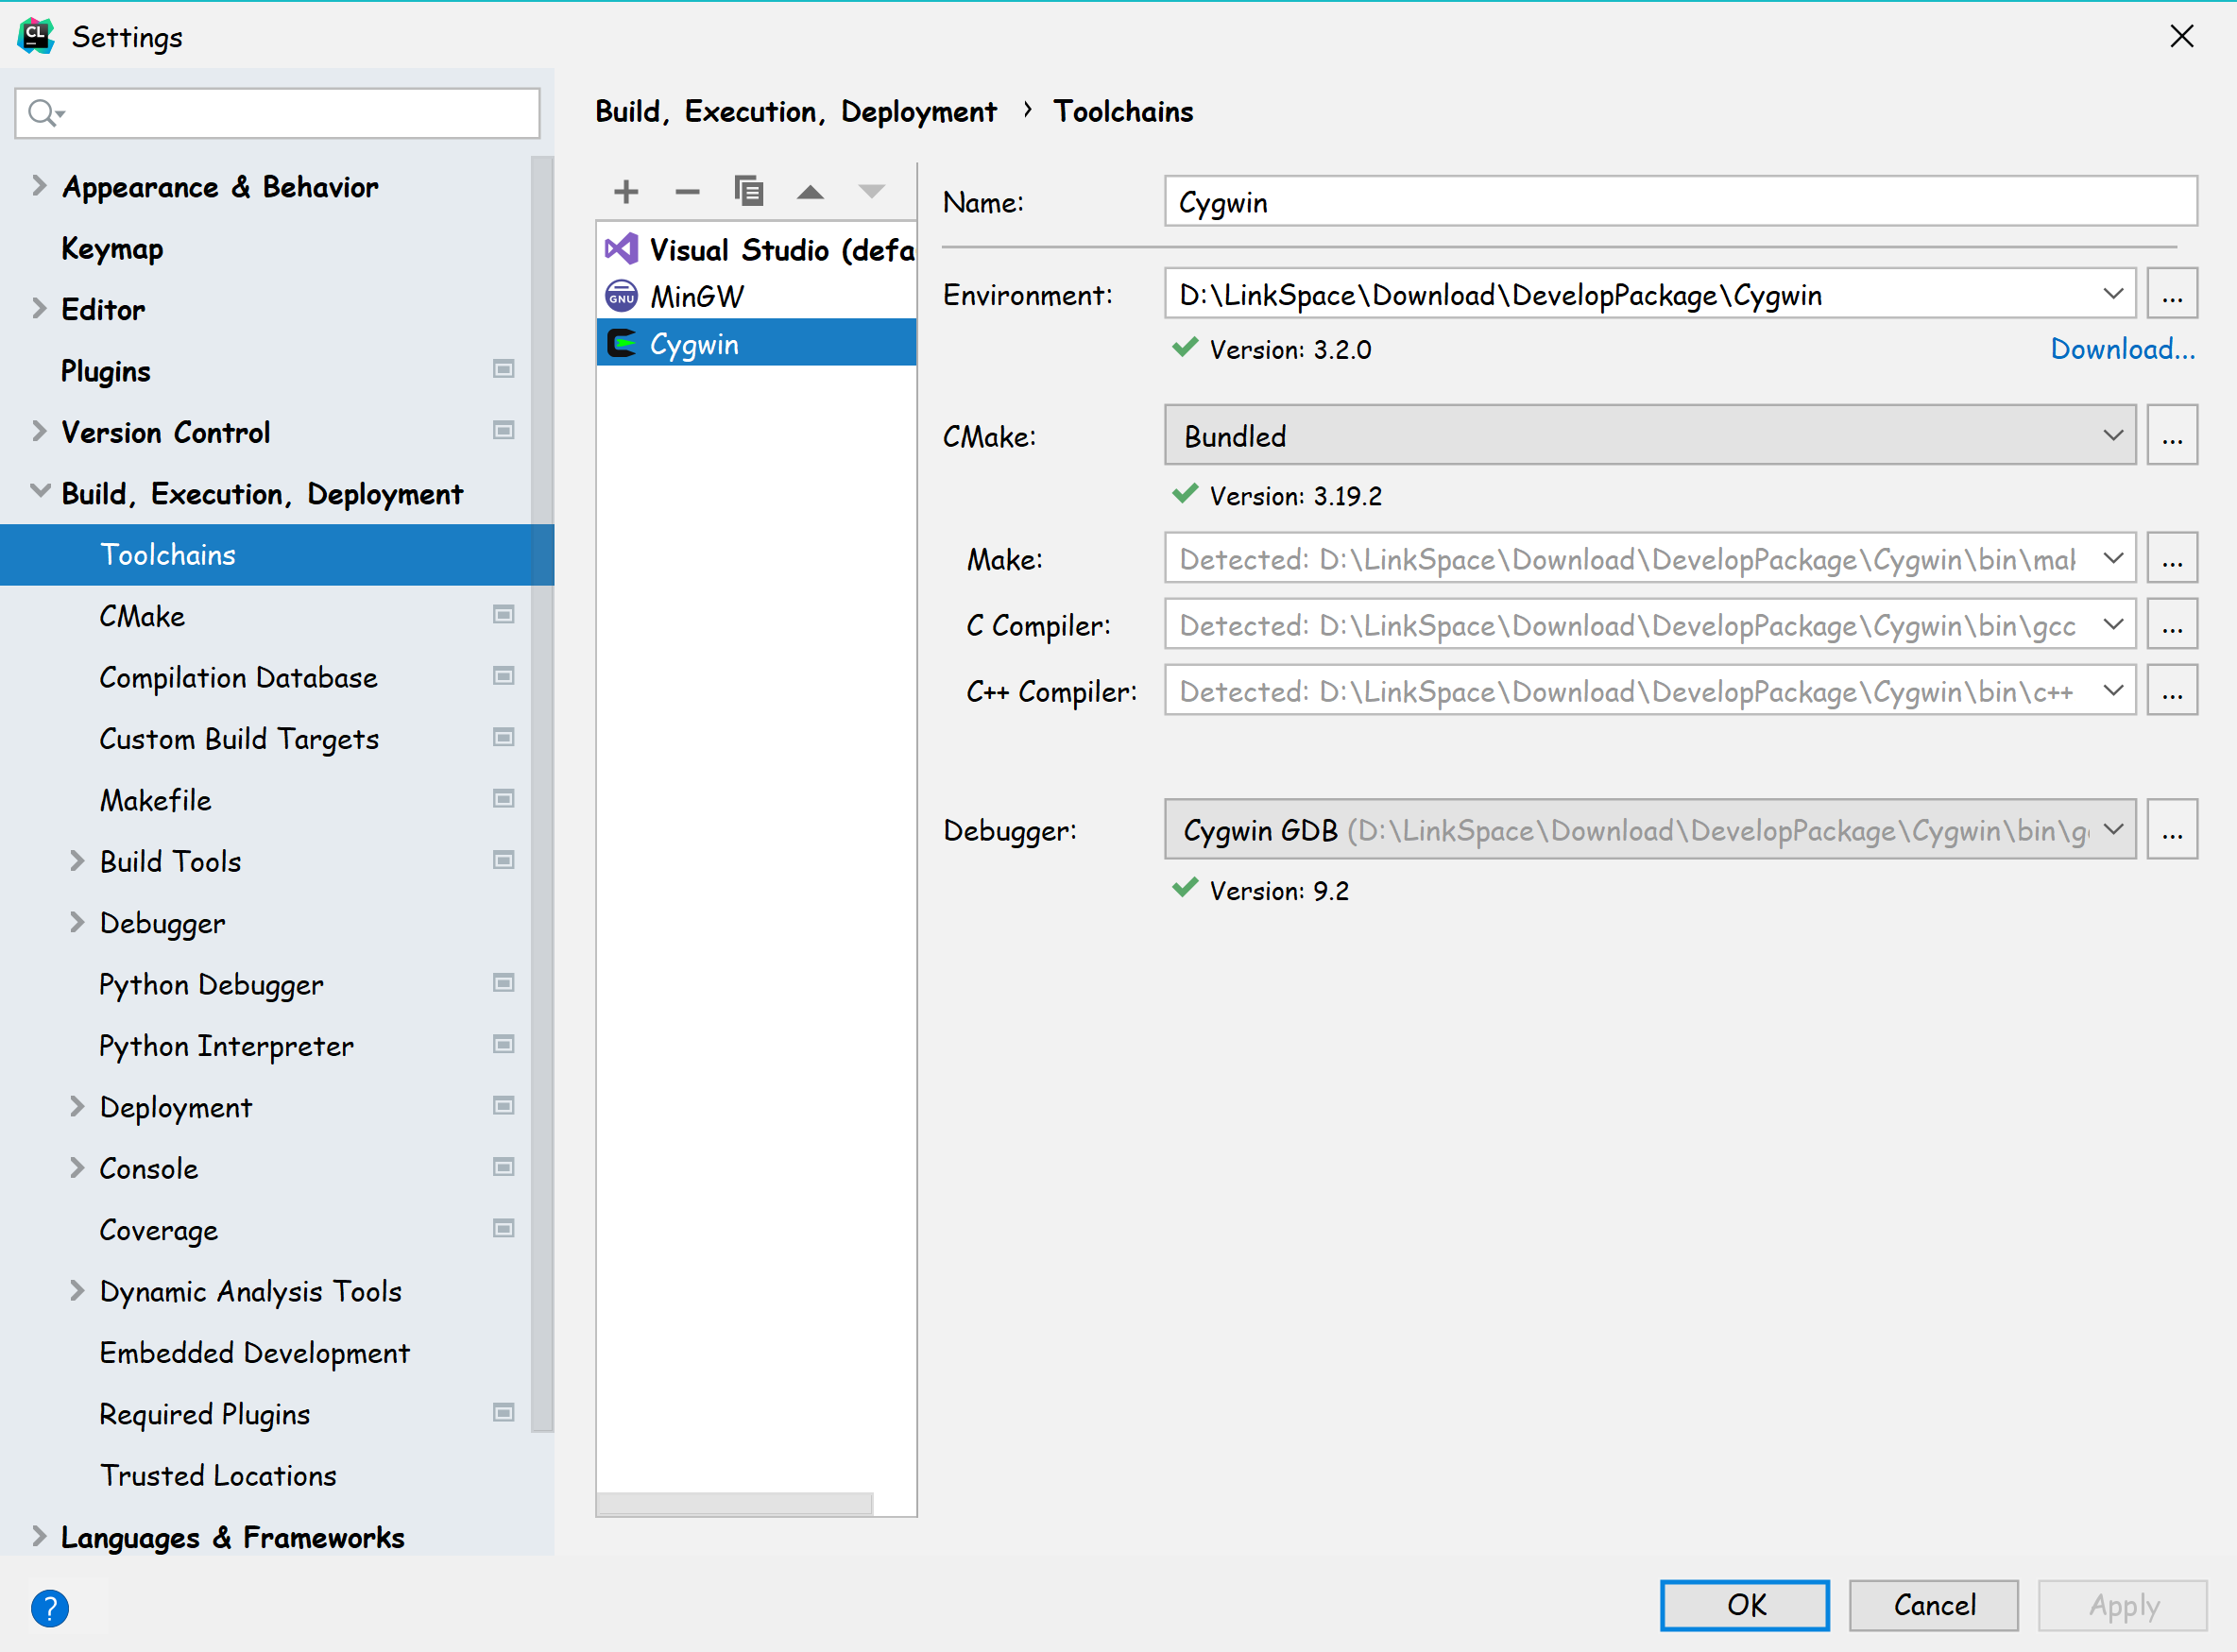 CL
Settings
Appearance & Behavior
Keymap
Editor
Plugins
Version Control
Build, Execution, Deployment
Toolchains
CMake
Compilation Database
Custom Build Targets
Makefile
Build Tools
Debugger
Python Debugger
Python Interpreter
Deployment
Console
Coverage
Dynamic Analysis Tools
Embedded Development
Required Plugins
Trusted Locations
Languages & Frameworks
Build, Execution, Deployment › Toolchains
Visual Studio (defa
GNU MinGW
Cygwin
Name: Cygwin
Environment: D:\LinkSpace\Download\DevelopPackage\Cygwin ...
Version: 3.2.0 Download...
CMake: Bundled ...
Version: 3.19.2
Make: Detected: D:\LinkSpace\Download\DevelopPackage\Cygwin\bin\mak ...
C Compiler: Detected: D:\LinkSpace\Download\DevelopPackage\Cygwin\bin\gcc ...
C++ Compiler: Detected: D:\LinkSpace\Download\DevelopPackage\Cygwin\bin\c++ ...
Debugger: Cygwin GDB (D:\LinkSpace\Download\DevelopPackage\Cygwin\bin\g ...
Version: 9.2
? OK Cancel Apply